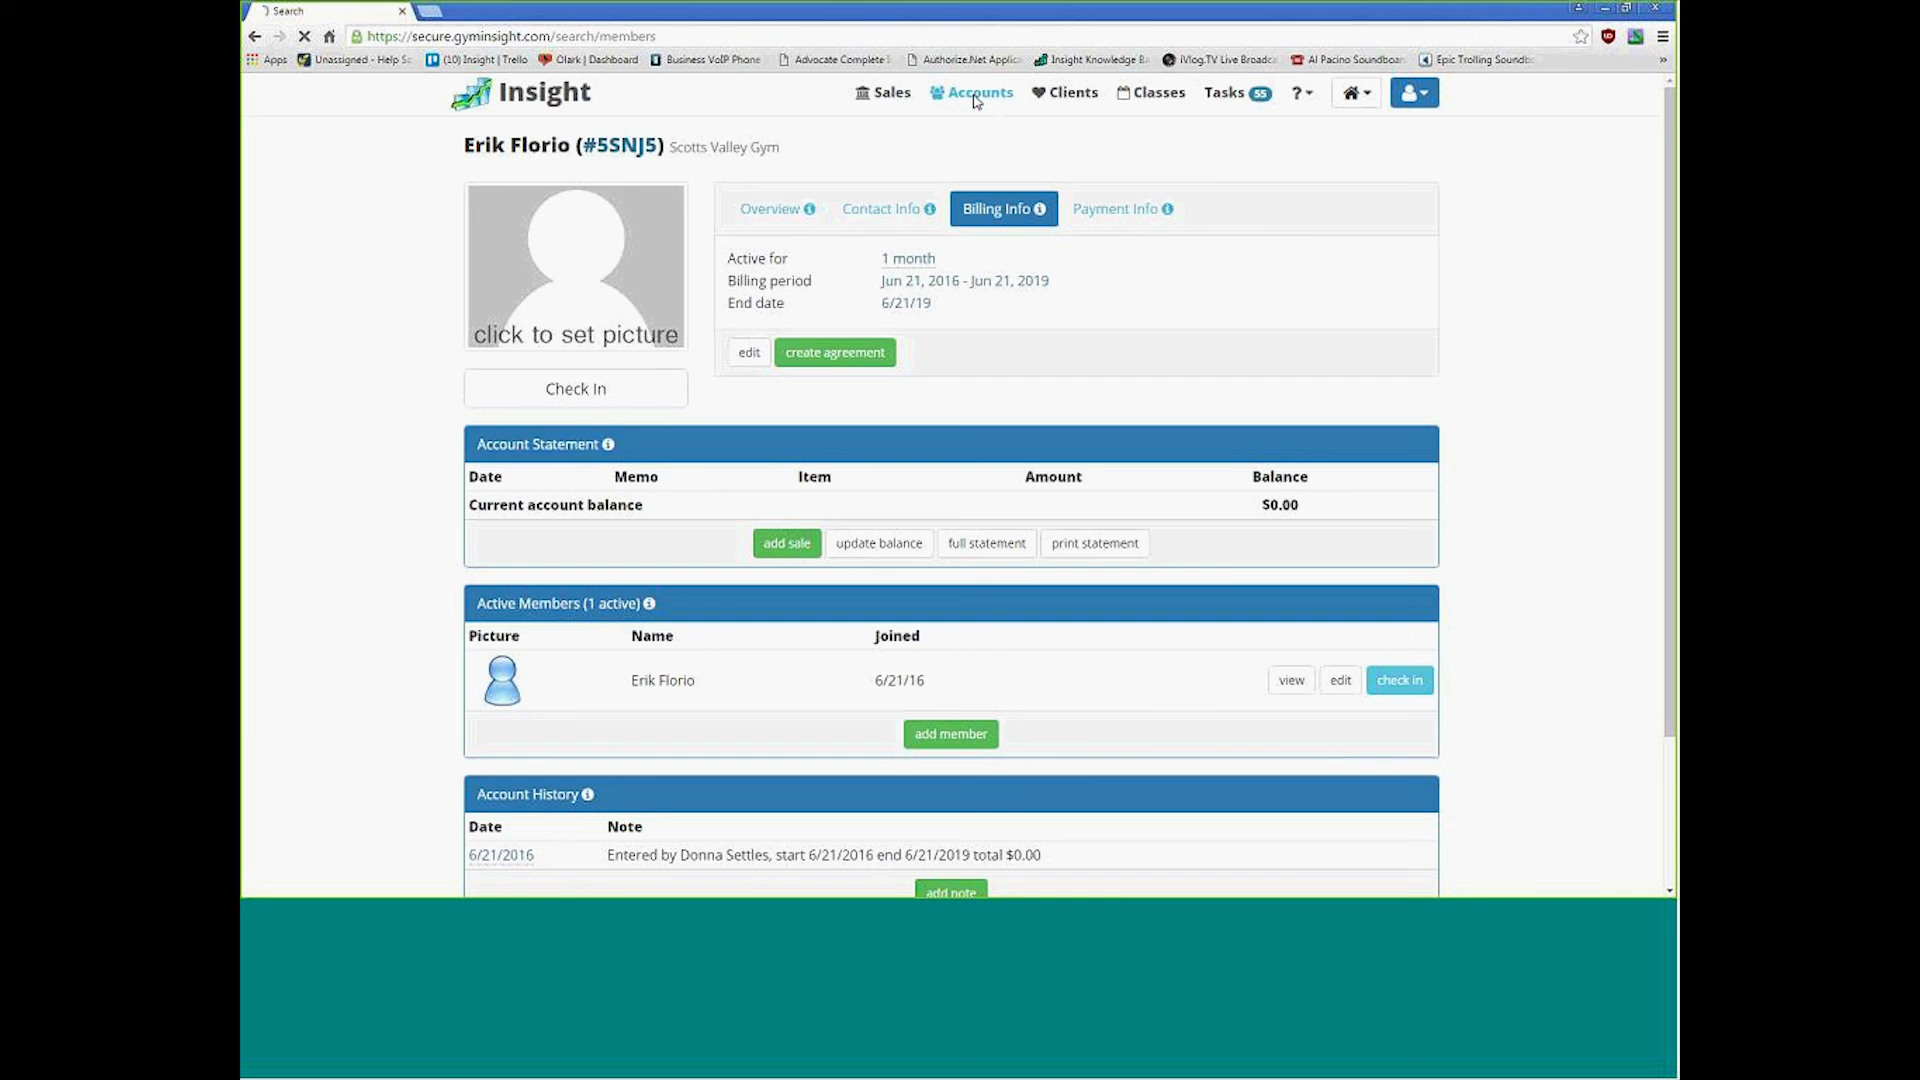 Search
https://secure.gyminsight.com/search/members
Apps Unassigned - Help Sc (10) Insight | Trello Olark | Dashboard Business VoIP Phone Advocate Complete Authorize.Net Applic Insight Knowledge B iVlog.TV Live Broadca Al Pacino Soundboar Epic Trolling Soundb »
Insight Sales Accounts Clients Classes Tasks 55 ?
Erik Florio (#5SNJ5) Scotts Valley Gym
click to set picture
Check In
Overview Contact Info Billing Info Payment Info
Active for 1 month
Billing period Jun 21, 2016 - Jun 21, 2019
End date 6/21/19
edit create agreement
Account Statement
Date Memo Item Amount Balance
Current account balance $0.00
add sale update balance full statement print statement
Active Members (1 active)
Picture Name Joined
Erik Florio 6/21/16 view edit check in
add member
Account History
Date Note
6/21/2016 Entered by Donna Settles, start 6/21/2016 end 6/21/2019 total $0.00
add note